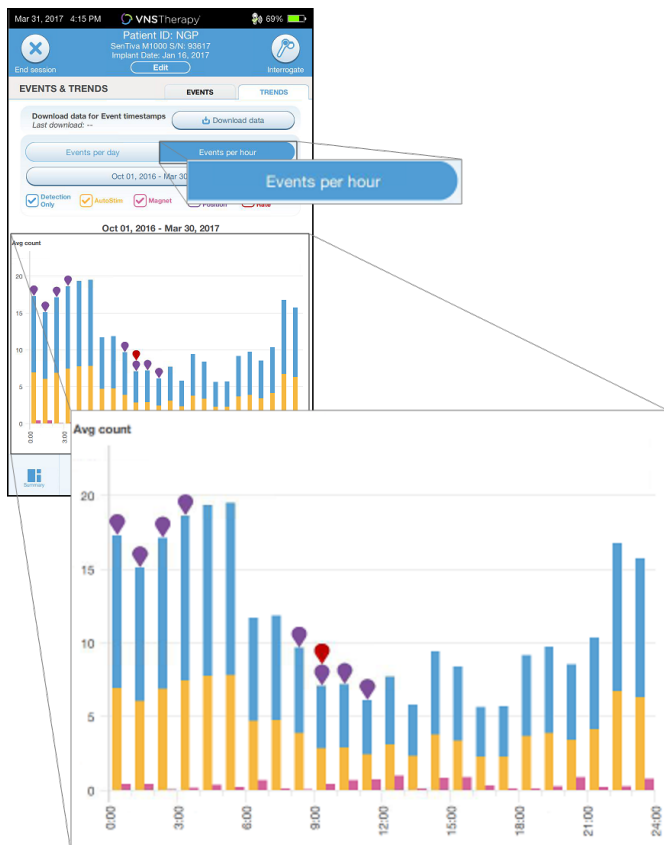 Mar 31, 2017 4:15 PM VNSTherapy 69%
Patient ID: NGP
SenTiva M1000 S/N: 93617
Implant Date: Jan 16, 2017
Edit
End session
Interrogate
EVENTS & TRENDS
EVENTS
TRENDS
Download data for Event timestamps
Last download: --
Download data
Events per day
Events per hour
Events per hour
Oct 01, 2016 - Mar 30
Detection
Only
AutoStim
Magnet
Position
Rate
Oct 01, 2016 - Mar 30, 2017
Avg count
20
15
10
5
0
0:00
3:00
Summary
Avg count
20
15
10
5
0
0:00
3:00
6:00
9:00
12:00
15:00
18:00
21:00
24:00